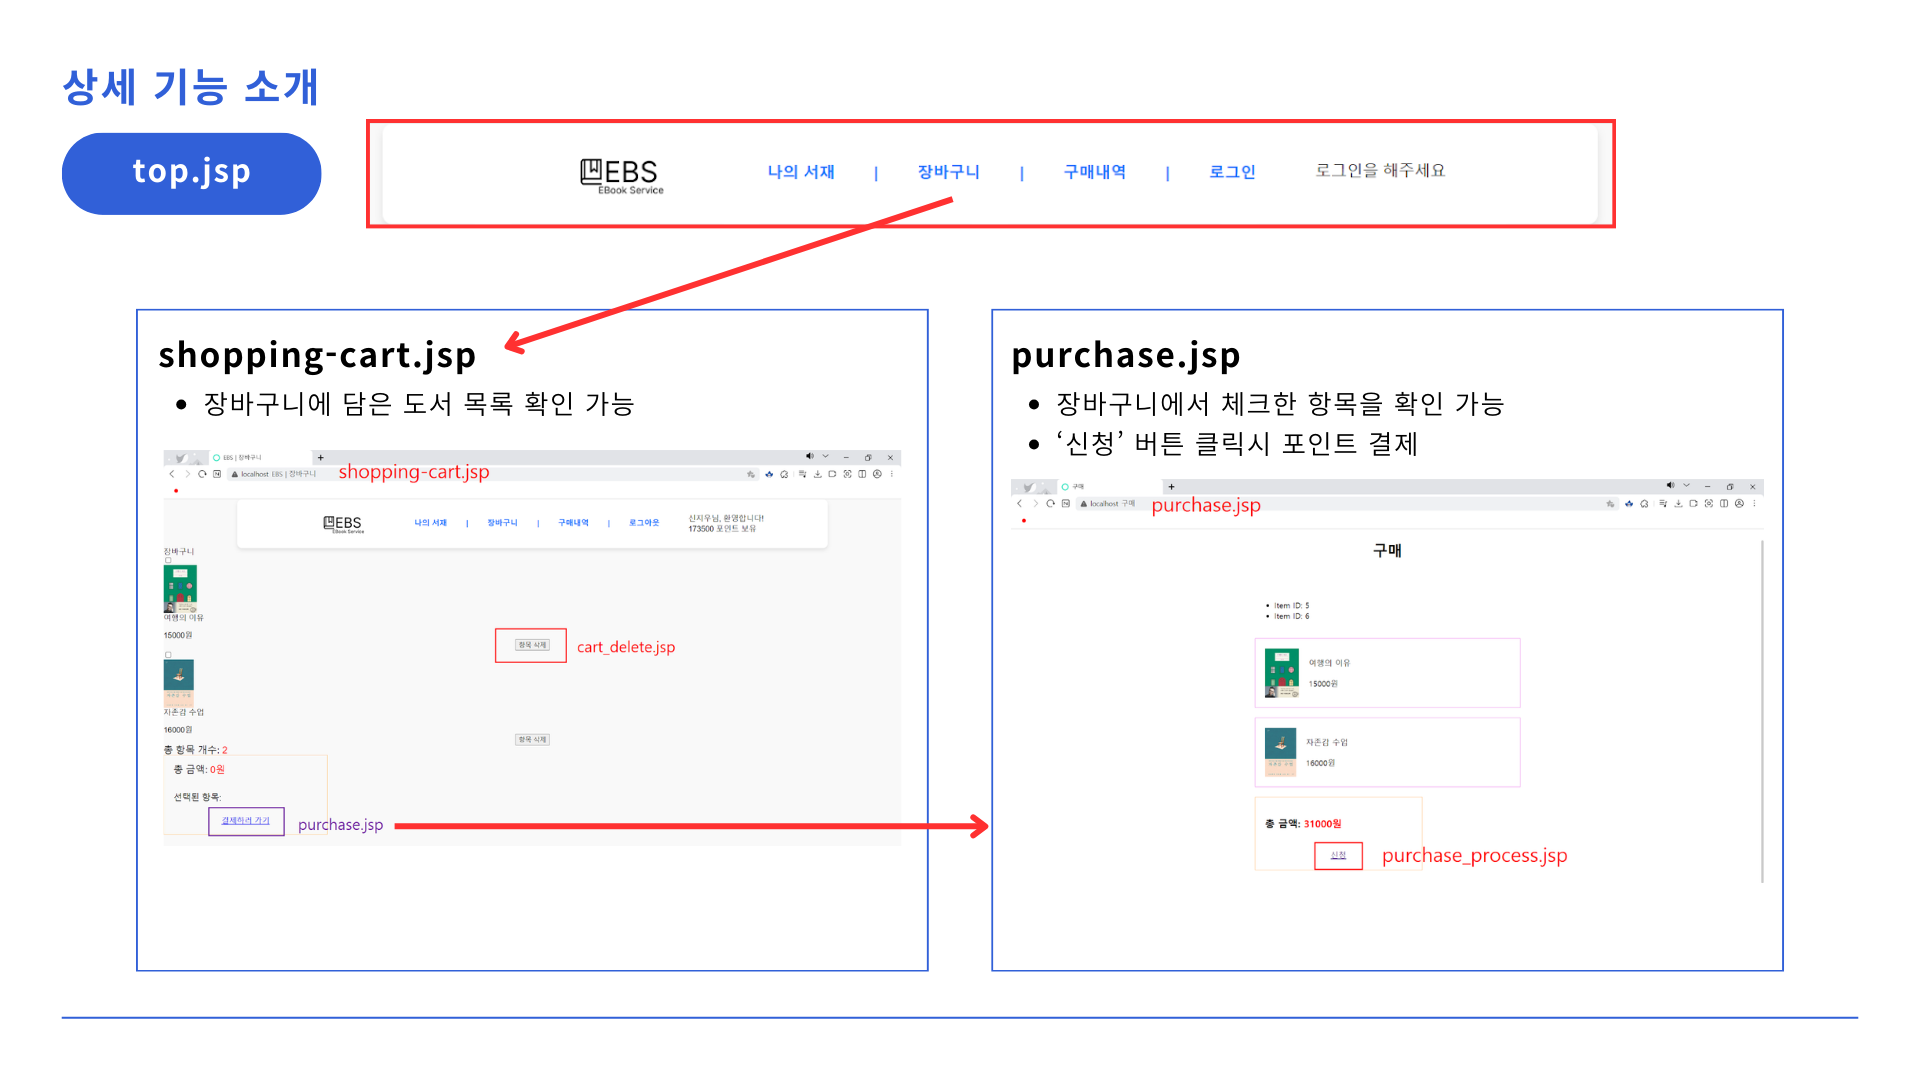 상세 기능 소개
top.jsp
EBS
EBook Service
나의 서재 | 장바구니 | 구매내역 | 로그인 로그인을 해주세요
shopping-cart.jsp
• 장바구니에 담은 도서 목록 확인 가능
EBS | 장바구니
localhost EBS | 장바구니
shopping-cart.jsp
EBS
EBook Service
나의 서재 | 장바구니 | 구매내역 | 로그아웃
신지우님, 환영합니다!
173500 포인트 보유
장바구니
여행의 이유
15000원
항목 삭제
cart_delete.jsp
자존감 수업
16000원
항목 삭제
총 항목 개수: 2
총 금액: 0원
선택된 항목:
결제하러 가기
purchase.jsp
purchase.jsp
• 장바구니에서 체크한 항목을 확인 가능
• ‘신청’ 버튼 클릭시 포인트 결제
구매
localhost 구매
purchase.jsp
구매
• Item ID: 5
• Item ID: 6
여행의 이유
15000원
자존감 수업
16000원
총 금액: 31000원
신청
purchase_process.jsp